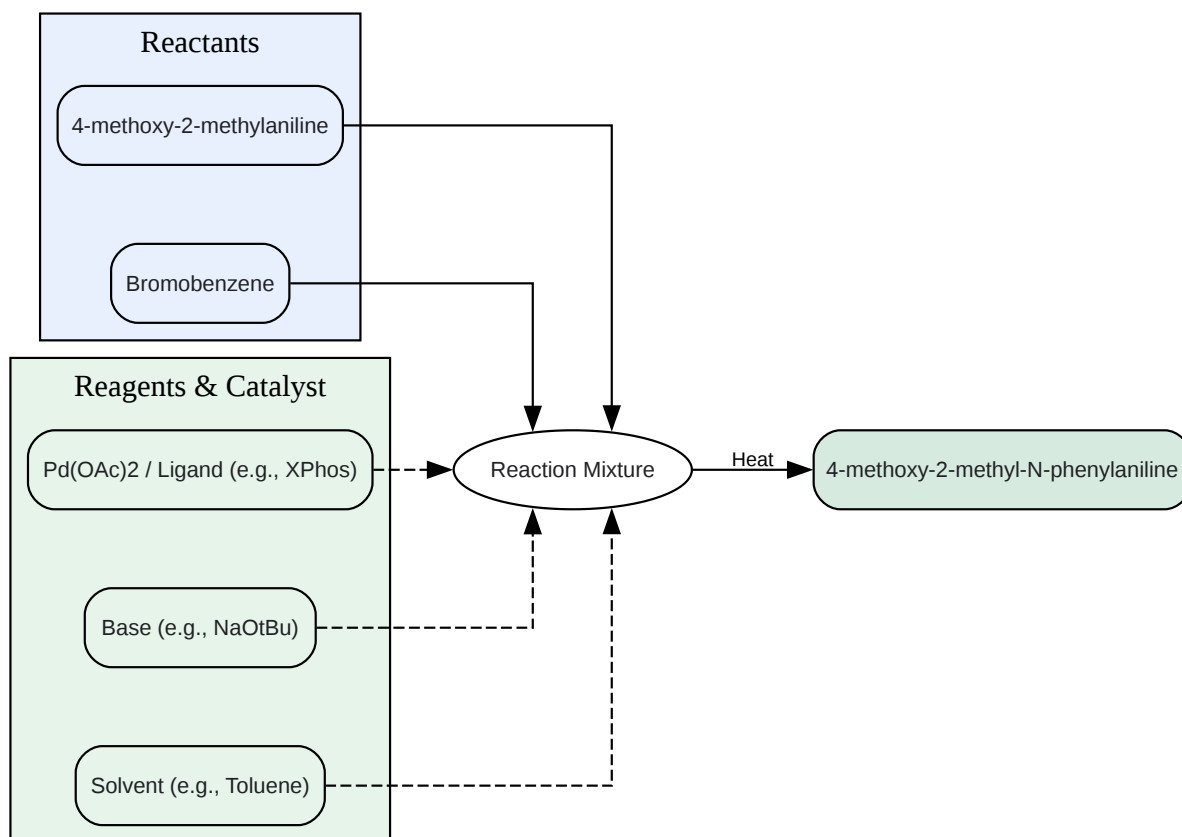 Reactants
4-methoxy-2-methylaniline
Bromobenzene
Reagents & Catalyst
Pd(OAc)2 / Ligand (e.g., XPhos)
Base (e.g., NaOtBu)
Solvent (e.g., Toluene)
Reaction Mixture
Heat
4-methoxy-2-methyl-N-phenylaniline